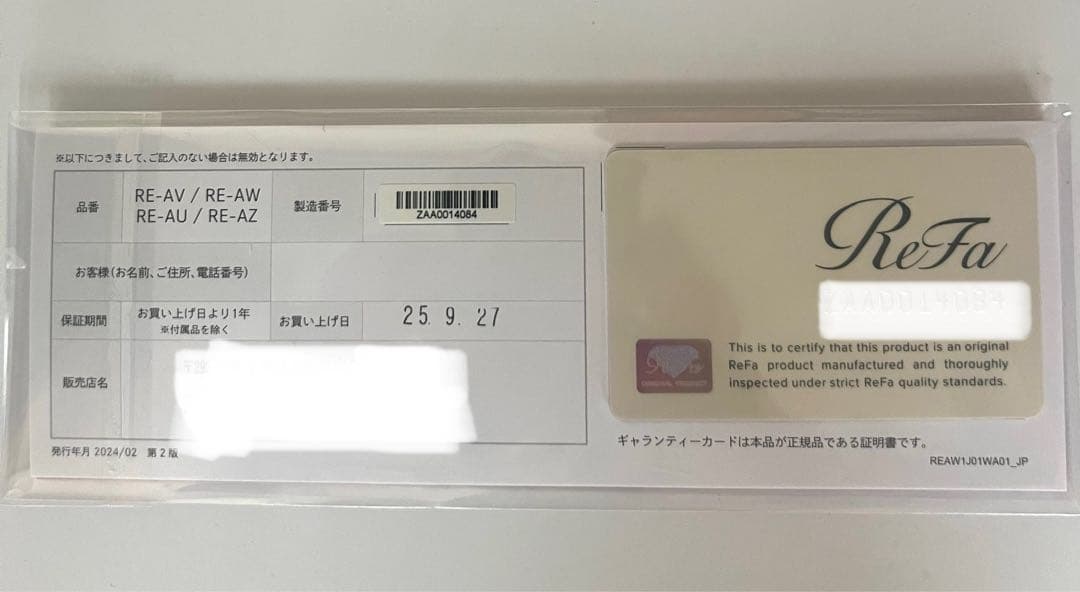 ※以下につきまして、ご記入のない場合は無効となります。
品番
RE-AV / RE-AW
RE-AU / RE-AZ
製造番号
ZAA0014084
お客様(お名前、ご住所、電話番号)
保証期間
お買い上げ日より1年
※付属品を除く
お買い上げ日
25. 9. 27
販売店名
発行年月 2024/02 第2版
ReFa
ZAA0014084
ORIGINAL PRODUCT
This is to certify that this product is an original
ReFa product manufactured and thoroughly
inspected under strict ReFa quality standards.
ギャランティーカードは本品が正規品である証明書です。
REAW1J01WA01_JP